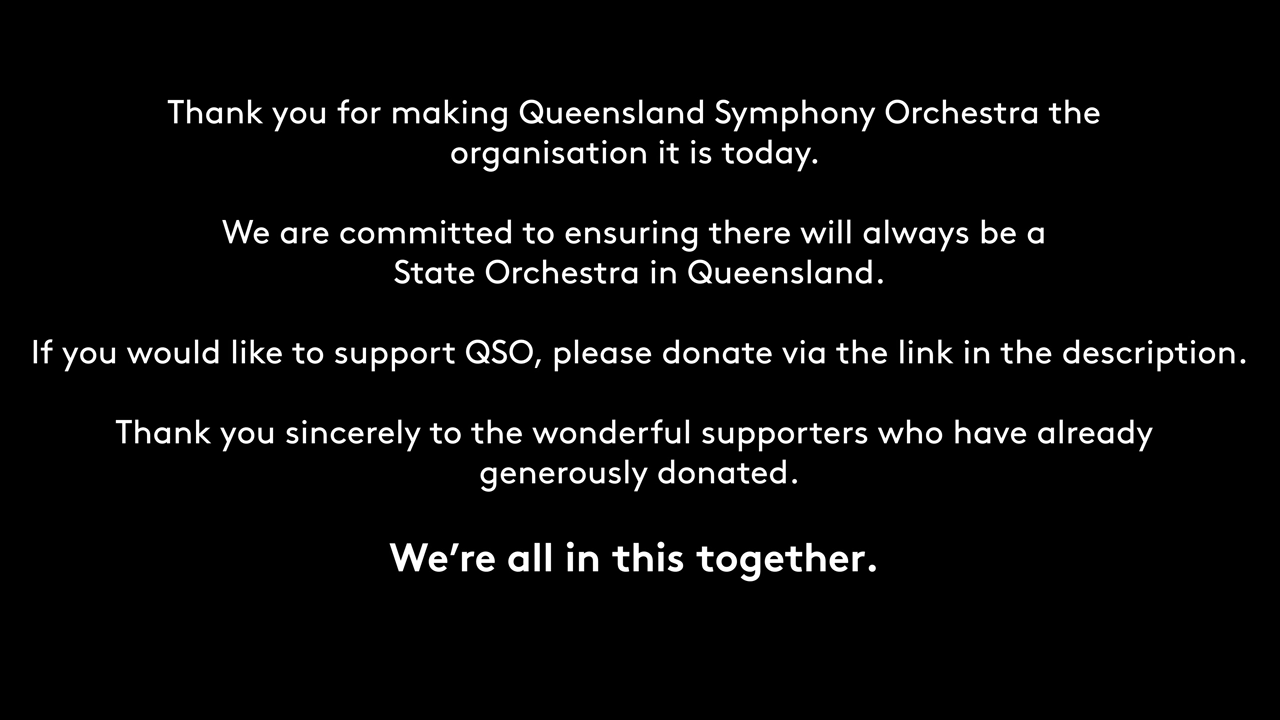 Thank you for making Queensland Symphony Orchestra the
organisation it is today.
We are committed to ensuring there will always be a
State Orchestra in Queensland.
If you would like to support QSO, please donate via the link in the description.
Thank you sincerely to the wonderful supporters who have already
generously donated.
We’re all in this together.